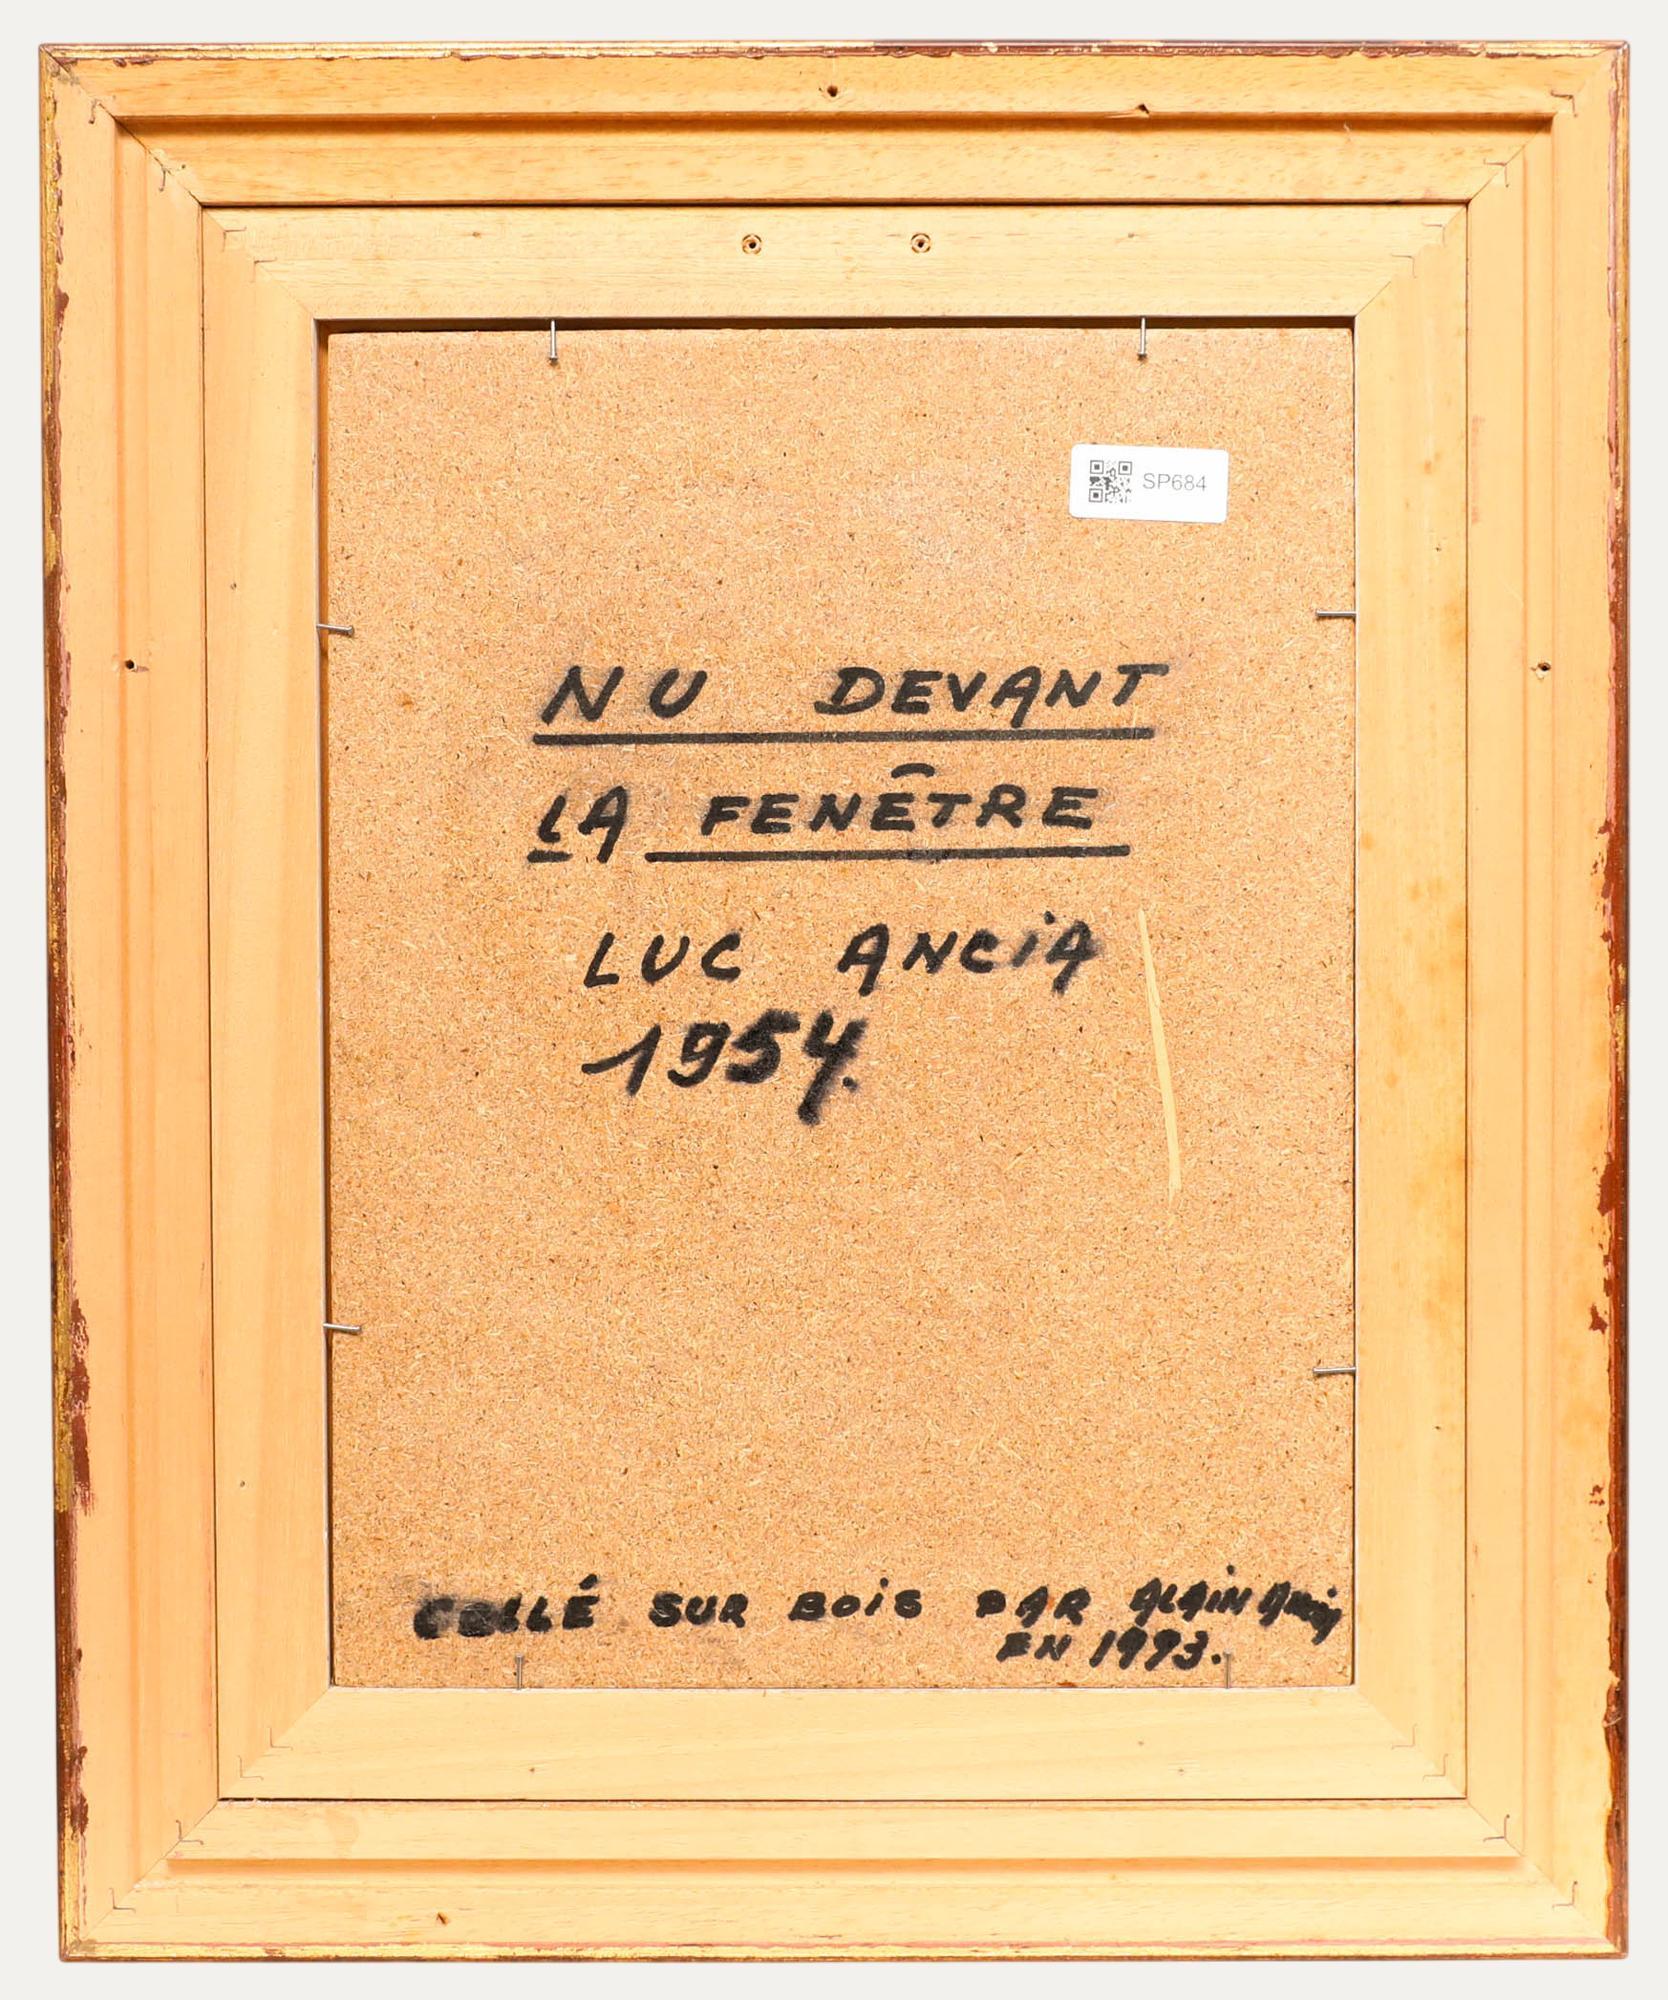 SP684
NU DEVANT
LA FENÊTRE
LUC ANCiA
1954.
COLLÉ SUR BOiS PAR ALAiN
EN 1993.